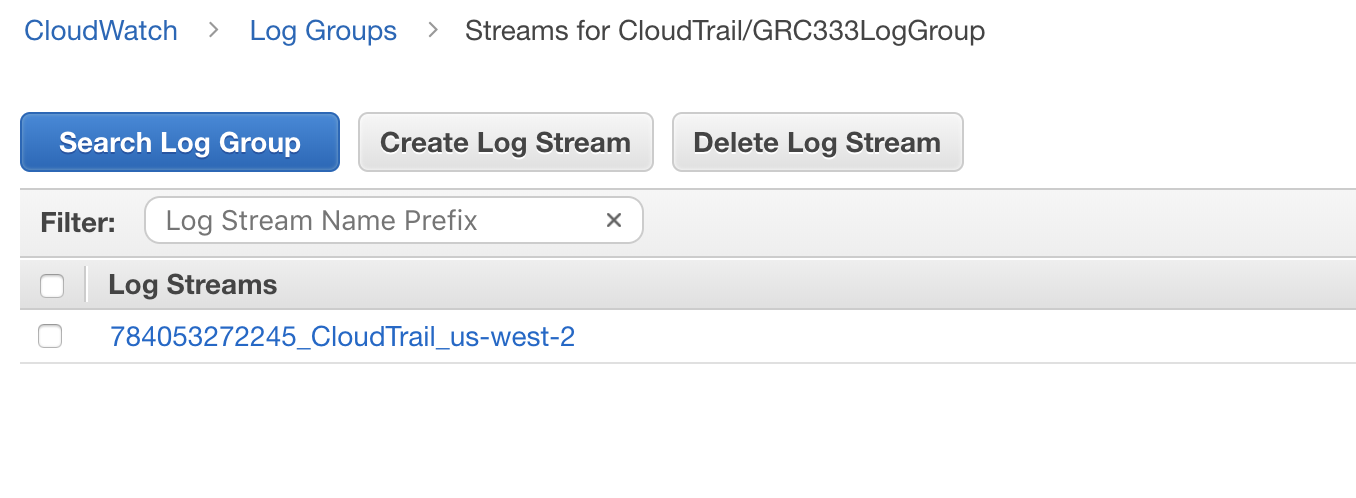 CloudWatch > Log Groups > Streams for CloudTrail/GRC333LogGroup
Search Log Group Create Log Stream Delete Log Stream
Filter: Log Stream Name Prefix ×
Log Streams
784053272245_CloudTrail_us-west-2